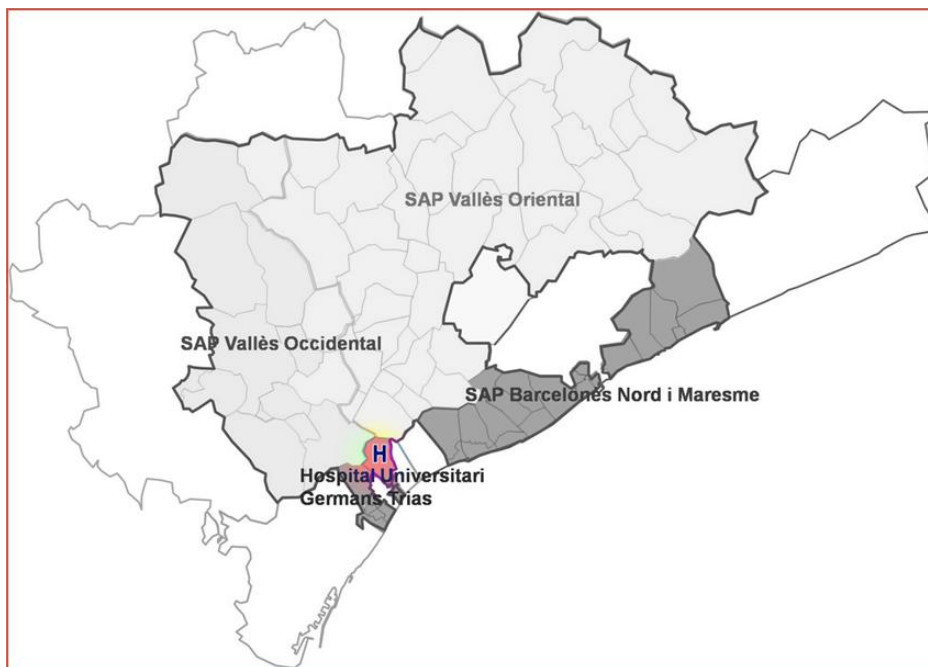 SAP Vallès Oriental
SAP Vallès Occidental
SAP Barcelonès Nord i Maresme
H
Hospital Universitari
Germans Trias